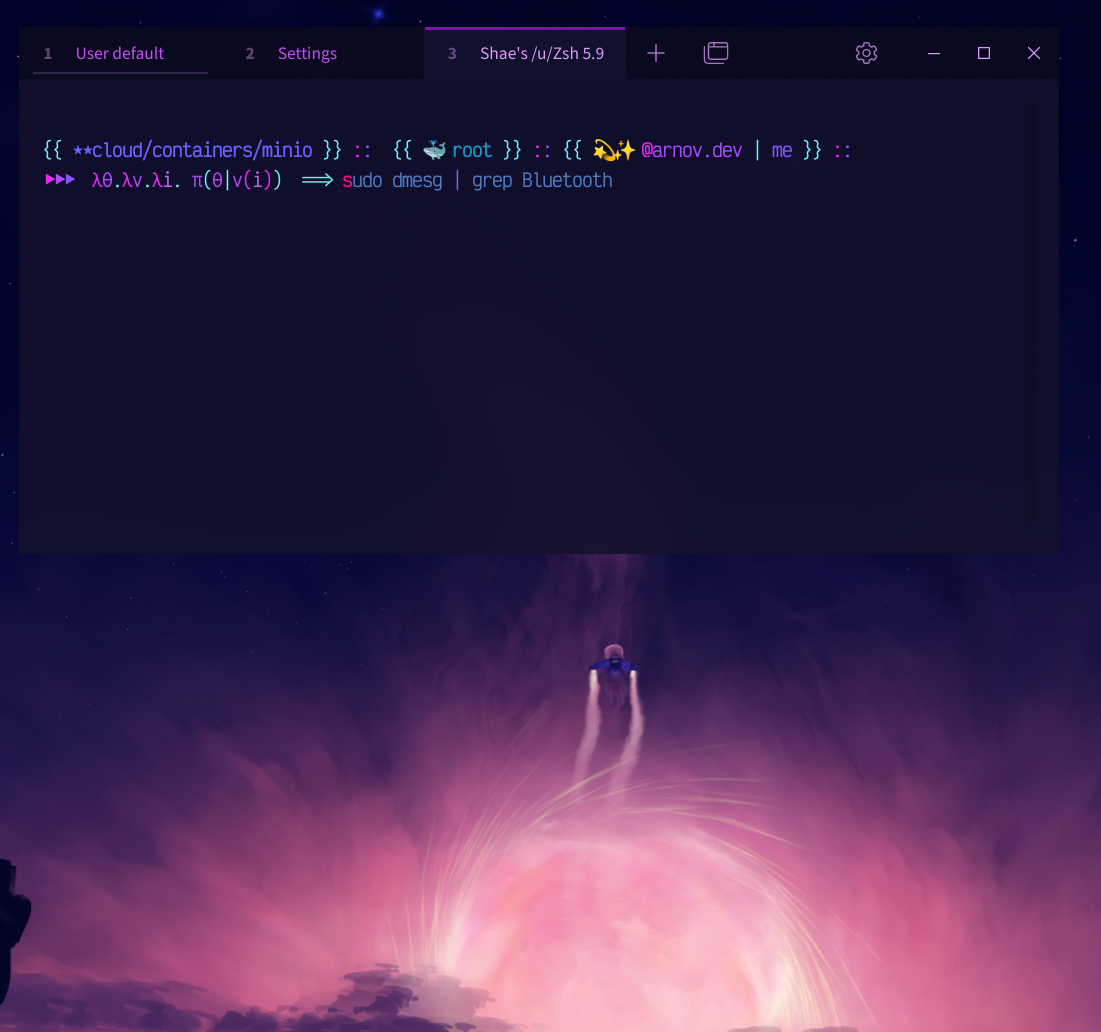 1 User default 2 Settings 3 Shae's /u/Zsh 5.9
{{ ★★cloud/containers/minio }} :: {{ 🐳 root }} :: {{ 💫✨ @arnov.dev | me }} ::
▶▶▶ λθ.λv.λi. π(θ|v(i)) ⟹ sudo dmesg | grep Bluetooth